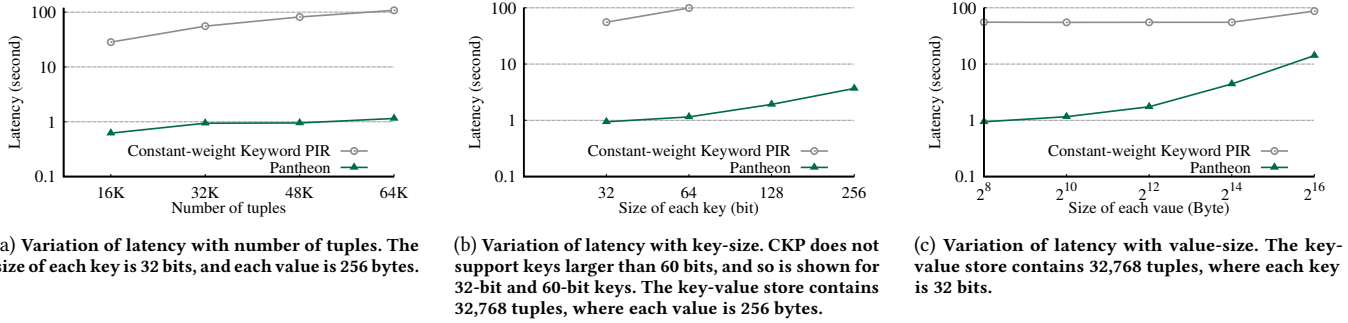 100
10
1
0.1
Latency (second)
Constant-weight Keyword PIR
Pantheon
16K 32K 48K 64K
Number of tuples
a) Variation of latency with number of tuples. The
size of each key is 32 bits, and each value is 256 bytes.
100
10
1
0.1
Latency (second)
Constant-weight Keyword PIR
Pantheon
32 64 128 256
Size of each key (bit)
(b) Variation of latency with key-size. CKP does not
support keys larger than 60 bits, and so is shown for
32-bit and 60-bit keys. The key-value store contains
32,768 tuples, where each value is 256 bytes.
100
10
1
0.1
Latency (second)
Constant-weight Keyword PIR
Pantheon
2^8 2^10 2^12 2^14 2^16
Size of each vaue (Byte)
(c) Variation of latency with value-size. The key-
value store contains 32,768 tuples, where each key
is 32 bits.